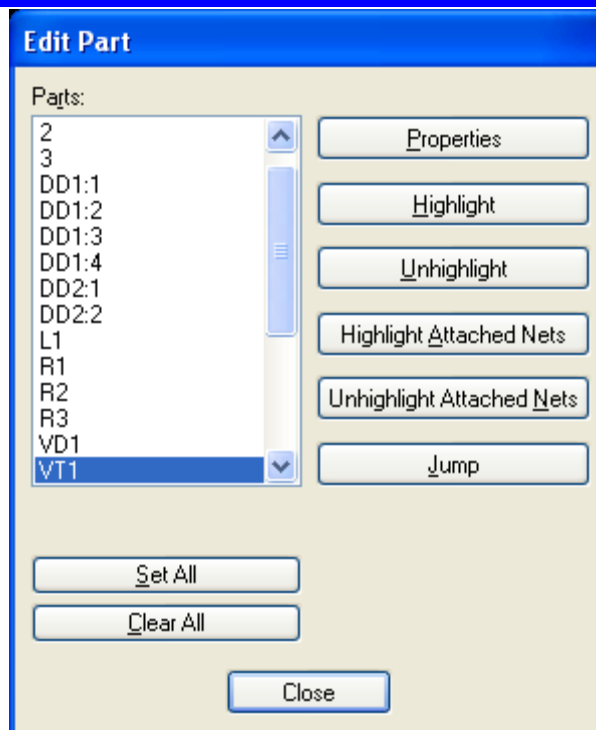 Edit Part
Parts:
2
3
DD1:1
DD1:2
DD1:3
DD1:4
DD2:1
DD2:2
L1
R1
R2
R3
VD1
VT1
Properties
Highlight
Unhighlight
Highlight Attached Nets
Unhighlight Attached Nets
Jump
Set All
Clear All
Close